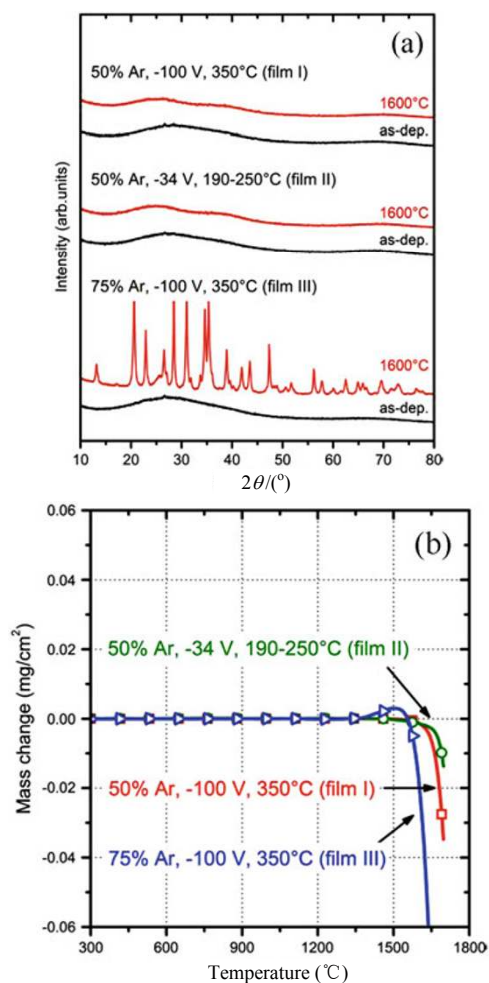 (a)
50% Ar, -100 V, 350°C (film I)
1600°C
as-dep.
50% Ar, -34 V, 190-250°C (film II)
1600°C
as-dep.
75% Ar, -100 V, 350°C (film III)
1600°C
as-dep.
Intensity (arb.units)
10 20 30 40 50 60 70 80
2θ/(°)
(b)
0.06
0.04
0.02
0.00
-0.02
-0.04
-0.06
Mass change (mg/cm²)
50% Ar, -34 V, 190-250°C (film II)
50% Ar, -100 V, 350°C (film I)
75% Ar, -100 V, 350°C (film III)
300 600 900 1200 1500 1800
Temperature (℃)